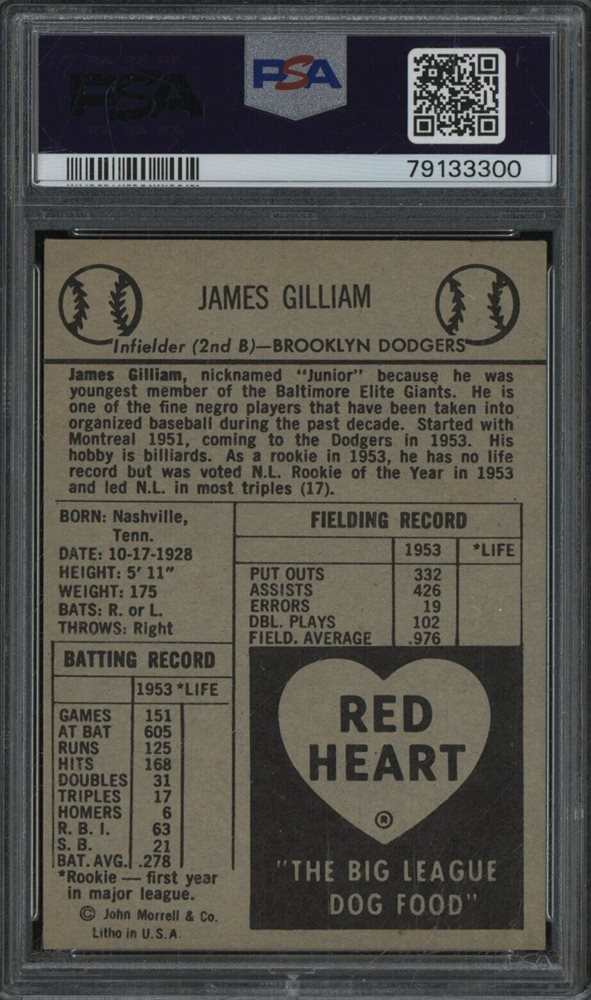 PSA
PSA
79133300
JAMES GILLIAM
Infielder (2nd B)—BROOKLYN DODGERS
James Gilliam, nicknamed "Junior" because he was
youngest member of the Baltimore Elite Giants. He is
one of the fine negro players that have been taken into
organized baseball during the past decade. Started with
Montreal 1951, coming to the Dodgers in 1953. His
hobby is billiards. As a rookie in 1953, he has no life
record but was voted N.L. Rookie of the Year in 1953
and led N.L. in most triples (17).
BORN: Nashville,
Tenn.
DATE: 10-17-1928
HEIGHT: 5' 11"
WEIGHT: 175
BATS: R. or L.
THROWS: Right
BATTING RECORD
1953 *LIFE
GAMES 151
AT BAT 605
RUNS 125
HITS 168
DOUBLES 31
TRIPLES 17
HOMERS 6
R. B. I. 63
S. B. 21
BAT. AVG. .278
*Rookie — first year
in major league.
© John Morrell & Co.
Litho in U.S.A.
FIELDING RECORD
1953 *LIFE
PUT OUTS 332
ASSISTS 426
ERRORS 19
DBL. PLAYS 102
FIELD. AVERAGE .976
RED
HEART
®
"THE BIG LEAGUE
DOG FOOD"
PSA